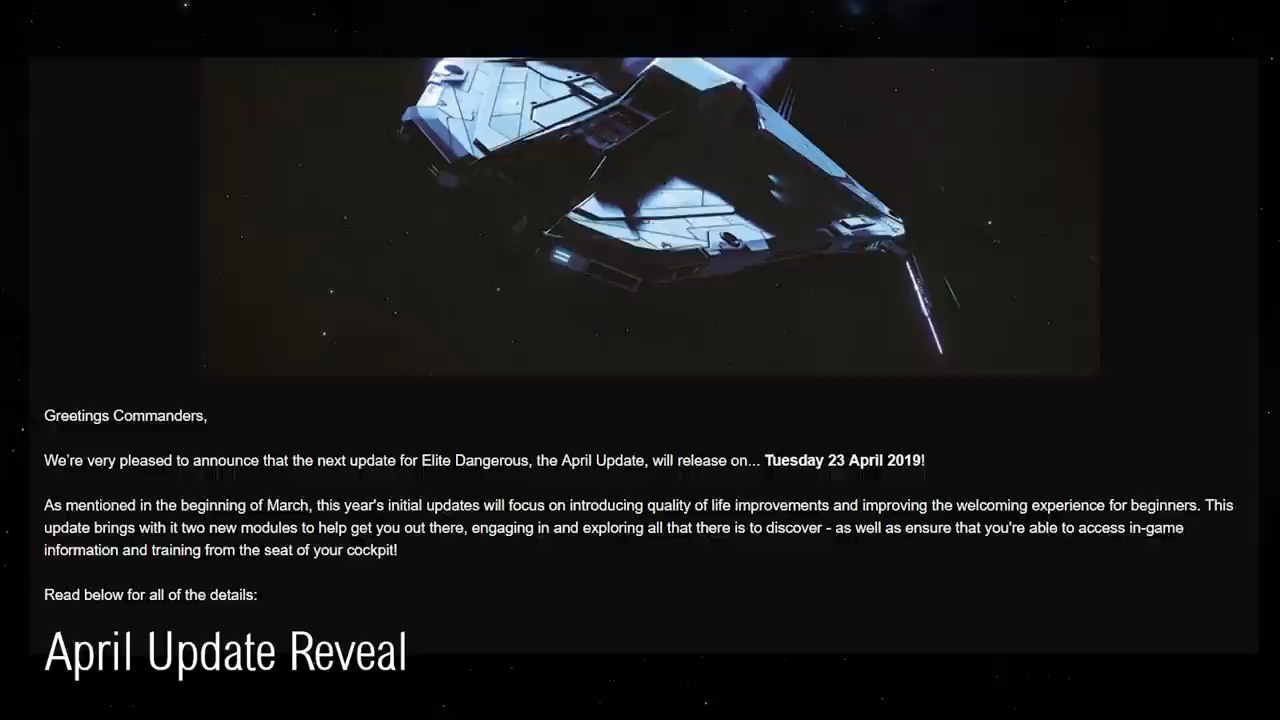 Greetings Commanders,
We're very pleased to announce that the next update for Elite Dangerous, the April Update, will release on... Tuesday 23 April 2019!
As mentioned in the beginning of March, this year's initial updates will focus on introducing quality of life improvements and improving the welcoming experience for beginners. This
update brings with it two new modules to help get you out there, engaging in and exploring all that there is to discover - as well as ensure that you're able to access in-game
information and training from the seat of your cockpit!
Read below for all of the details:
April Update Reveal